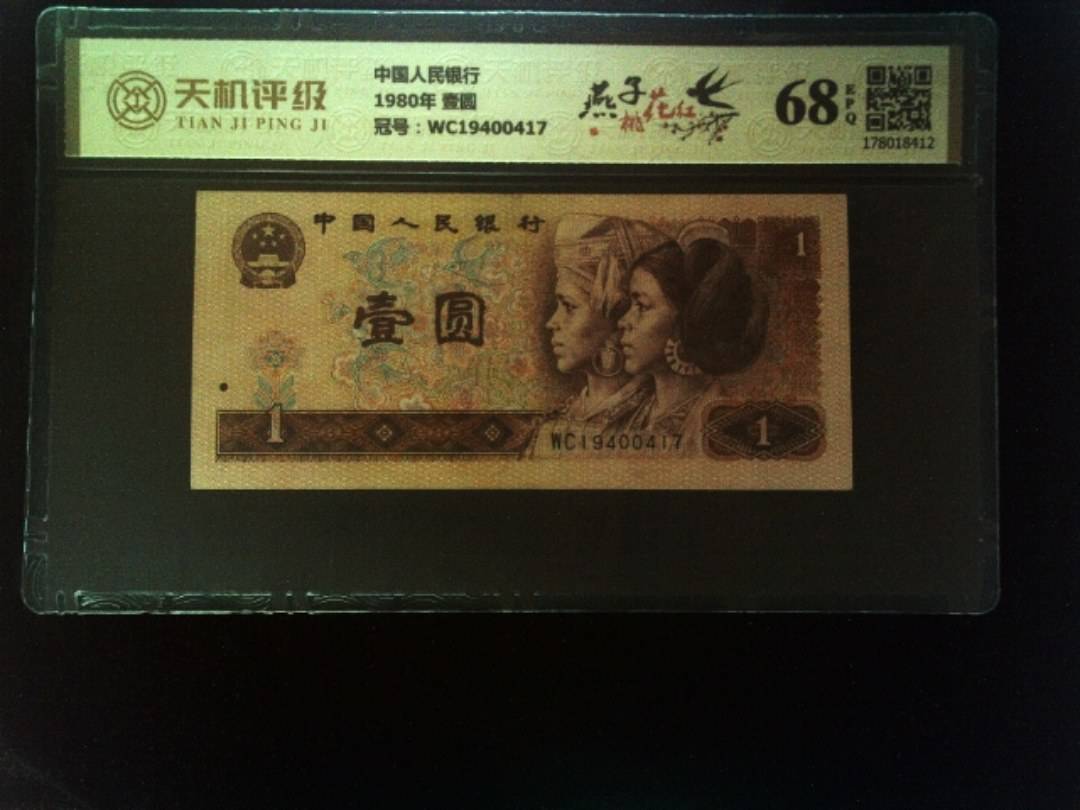 天机评级
TIAN JI PING JI
中国人民银行
1980年 壹圆
冠号：WC19400417
燕子
桃花红
68
EPQ
178018412
中国人民银行
壹圆
1
1
WC19400417
1